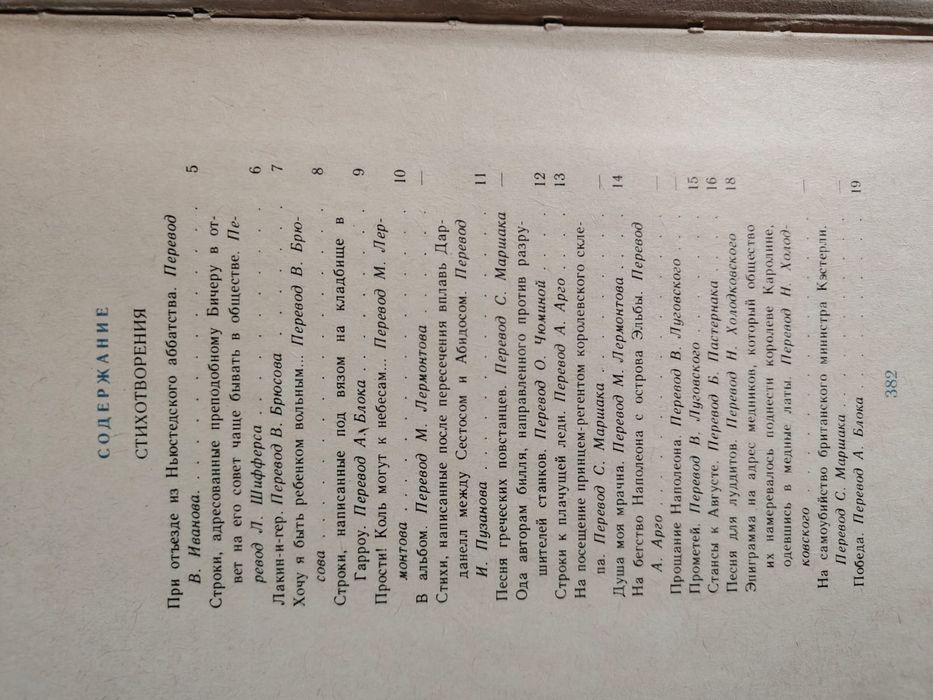 СОДЕРЖАНИЕ
СТИХОТВОРЕНИЯ
При отъезде из Ньюстедского аббатства. Перевод
В. Иванова. . . . . . . . . . . . . . . 5
Строки, адресованные преподобному Бичеру в от-
вет на его совет чаще бывать в обществе. Пе-
ревод Л. Шифферса . . . . . . . . . . . 6
Лакин-и-гер. Перевод В. Брюсова . . . . . . 7
Хочу я быть ребенком вольным... Перевод В. Брю-
сова . . . . . . . . . . . . . . . . . 8
Строки, написанные под вязом на кладбище в
Гарроу. Перевод А. Блока . . . . . . . . 9
Прости! Коль могут к небесам... Перевод М. Лер-
монтова . . . . . . . . . . . . . . . . 10
В альбом. Перевод М. Лермонтова . . . . . . —
Стихи, написанные после пересечения вплавь Дар-
данелл между Сестосом и Абидосом. Перевод
И. Пузанова . . . . . . . . . . . . . . 11
Песня греческих повстанцев. Перевод С. Маршака —
Ода авторам билля, направленного против разру-
шителей станков. Перевод О. Чюминой . . . 12
Строки к плачущей леди. Перевод А. Арго . . . 13
На посещение принцем-регентом королевского скле-
па. Перевод С. Маршака . . . . . . . . . —
Душа моя мрачна. Перевод М. Лермонтова . . . 14
На бегство Наполеона с острова Эльбы. Перевод
А. Арго . . . . . . . . . . . . . . . . —
Прощание Наполеона. Перевод В. Луговского . . —
Прометей. Перевод В. Луговского . . . . . . 15
Стансы к Августе. Перевод Б. Пастернака . . . 16
Песня для луддитов. Перевод Н. Холодковского 18
Эпиграмма на адрес медников, который общество
их намеревалось поднести королеве Каролине,
одевшись в медные латы. Перевод Н. Холод-
ковского . . . . . . . . . . . . . . . —
На самоубийство британского министра Кэстерли.
Перевод С. Маршака . . . . . . . . . . . —
Победа. Перевод А. Блока . . . . . . . . . 19
382